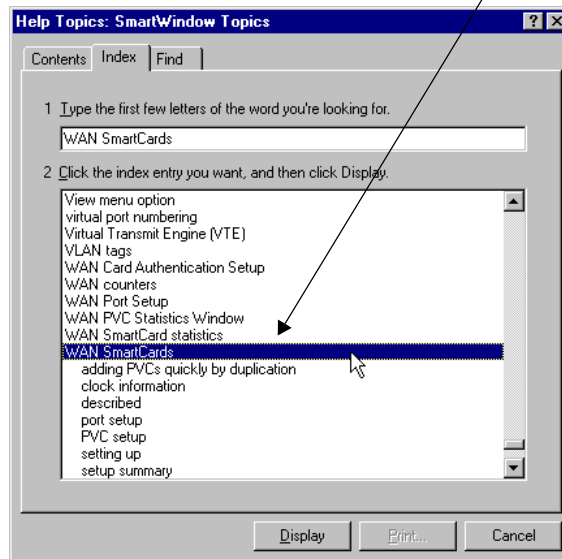 Help Topics: SmartWindow Topics
Contents Index Find
1 Type the first few letters of the word you're looking for.
WAN SmartCards
2 Click the index entry you want, and then click Display.
View menu option
virtual port numbering
Virtual Transmit Engine (VTE)
VLAN tags
WAN Card Authentication Setup
WAN counters
WAN Port Setup
WAN PVC Statistics Window
WAN SmartCard statistics
WAN SmartCards
adding PVCs quickly by duplication
clock information
described
port setup
PVC setup
setting up
setup summary
Display Print... Cancel